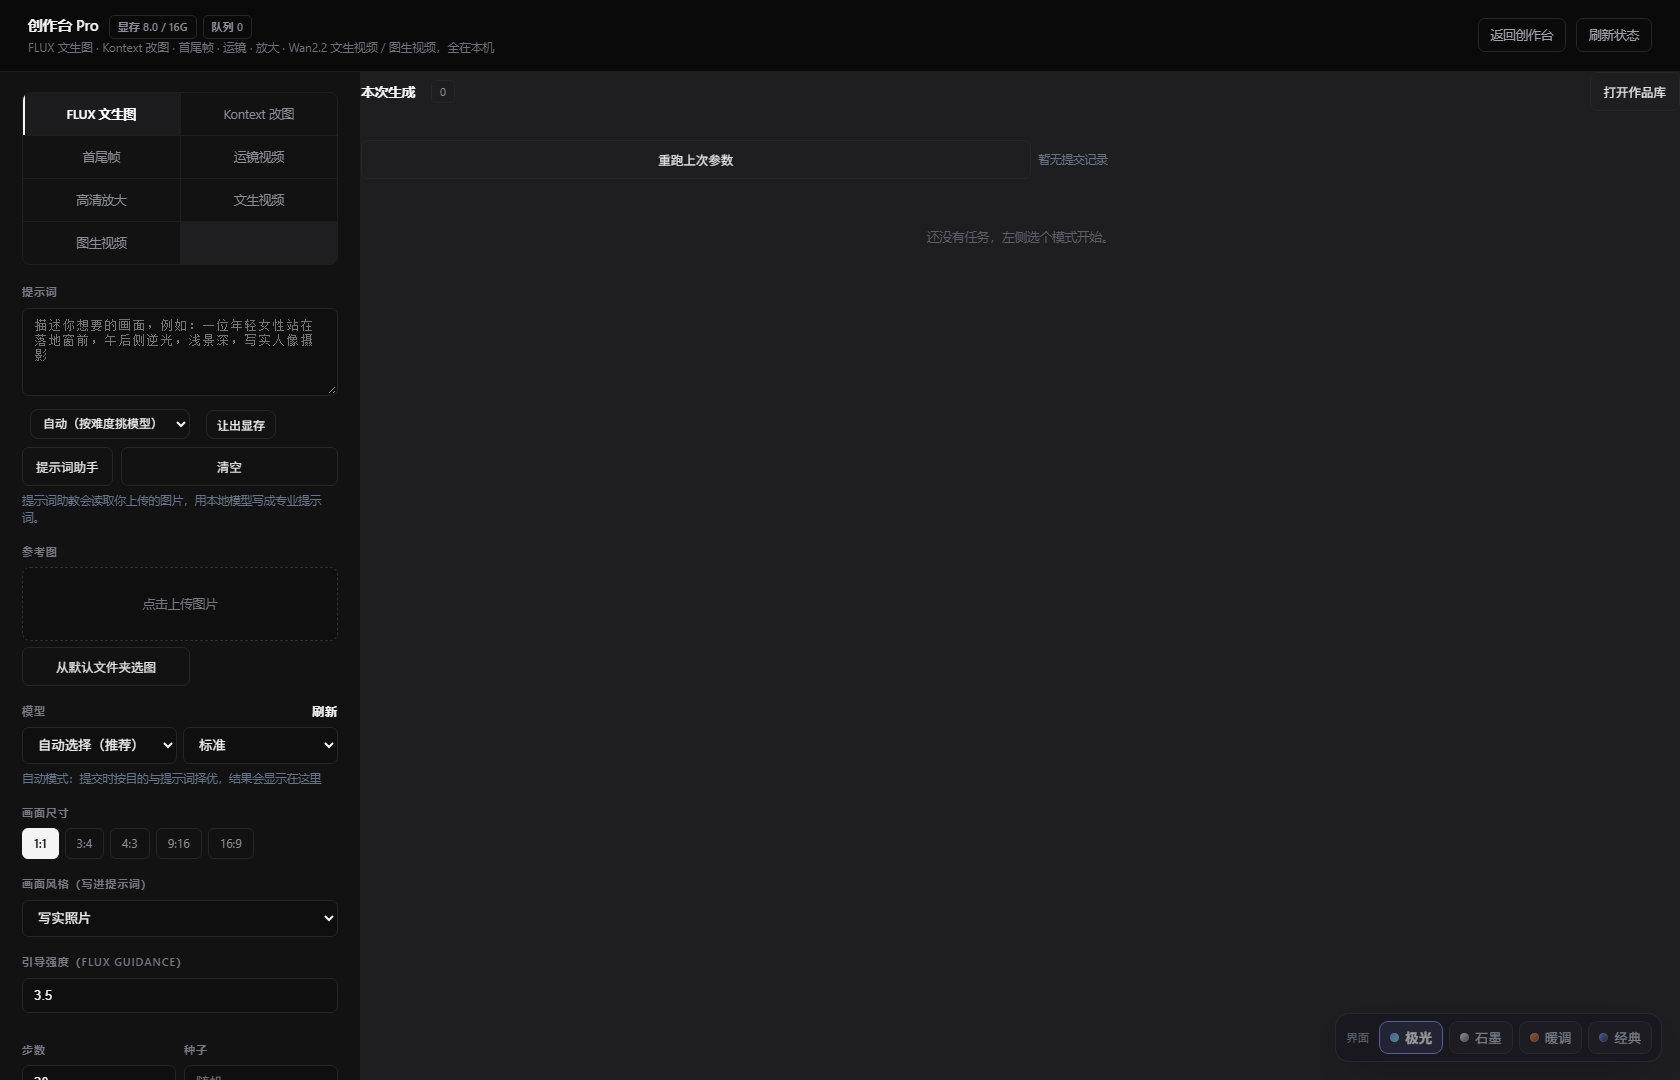 创作台 Pro 显存 8.0 / 16G 队列 0
FLUX 文生图 · Kontext 改图 · 首尾帧 · 运镜 · 放大 · Wan2.2 文生视频 / 图生视频，全在本机
返回创作台 刷新状态
FLUX 文生图 Kontext 改图
首尾帧 运镜视频
高清放大 文生视频
图生视频
提示词
描述你想要的画面，例如：一位年轻女性站在
落地窗前，午后侧逆光，浅景深，写实人像摄
影
自动（按难度挑模型） 让出显存
提示词助手 清空
提示词助教会读取你上传的图片，用本地模型写成专业提示
词。
参考图
点击上传图片
从默认文件夹选图
模型 刷新
自动选择（推荐） 标准
自动模式：提交时按目的与提示词择优，结果会显示在这里
画面尺寸
1:1 3:4 4:3 9:16 16:9
画面风格（写进提示词）
写实照片
引导强度（FLUX GUIDANCE）
3.5
步数 种子
本次生成 0
打开作品库
重跑上次参数 暂无提交记录
还没有任务，左侧选个模式开始。
界面 极光 石墨 暖调 经典